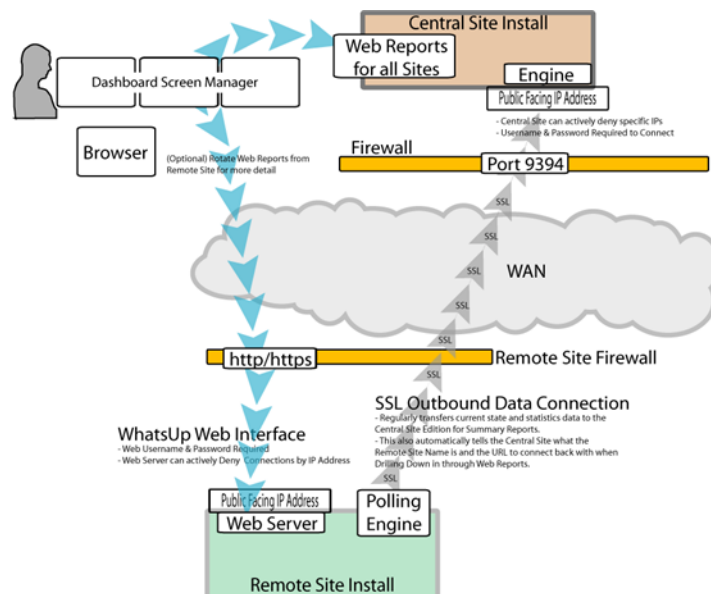 Central Site Install
Web Reports
for all Sites
Engine
Public Facing IP Address
- Central Site can actively deny specific IPs
- Username & Password Required to Connect
Dashboard Screen Manager
Browser
(Optional) Rotate Web Reports from
Remote Site for more detail
Firewall
Port 9394
SSL
SSL
WAN
SSL
SSL
SSL
http/https
Remote Site Firewall
SSL
SSL
SSL Outbound Data Connection
- Regularly transfers current state and statistics data to the
Central Site Edition for Summary Reports.
- This also automatically tells the Central Site what the
Remote Site Name is and the URL to connect back with when
Drilling Down in through Web Reports.
WhatsUp Web Interface
- Web Username & Password Required
- Web Server can actively Deny Connections by IP Address
SSL
Public Facing IP Address
Web Server
Polling
Engine
Remote Site Install